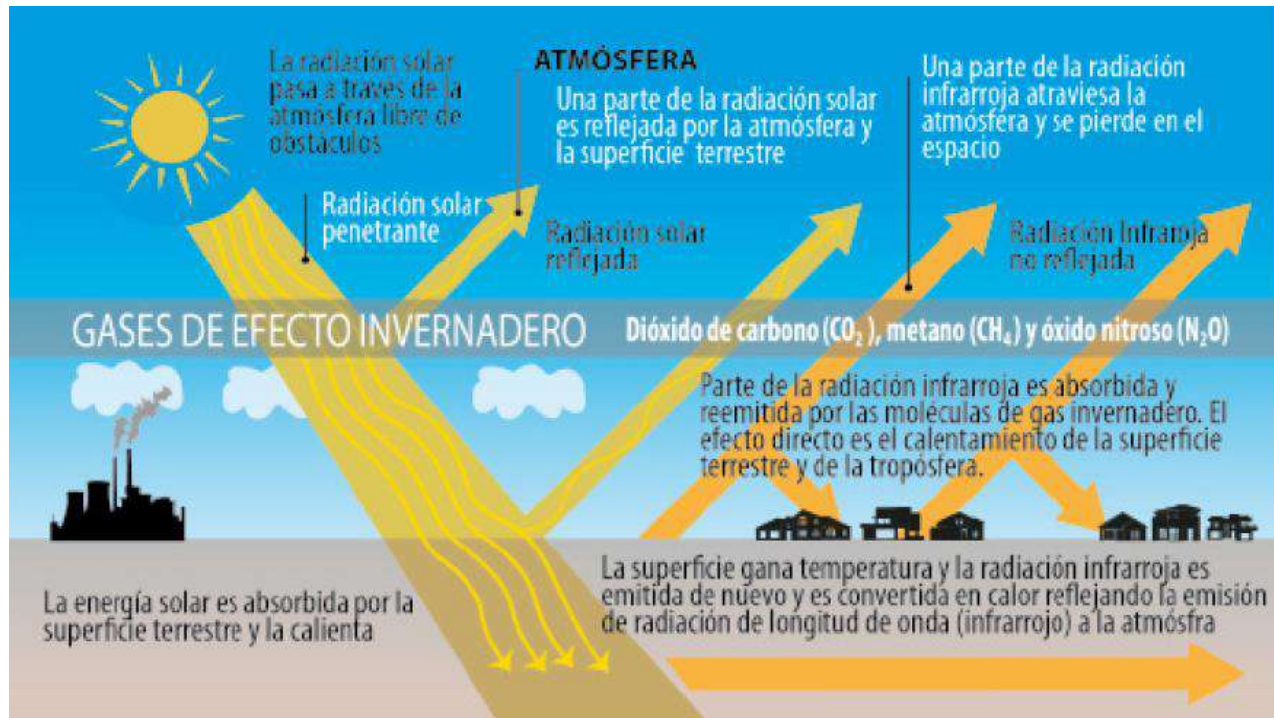 La radiación solar
pasa a través de la
atmósfera libre de
obstáculos
ATMÓSFERA
Una parte de la radiación solar
es reflejada por la atmósfera y
la superficie terrestre
Una parte de la radiación
infrarroja atraviesa la
atmósfera y se pierde en el
espacio
Radiación solar
penetrante
Radiación solar
reflejada
Radiación Infraroja
no reflejada
GASES DE EFECTO INVERNADERO
Dióxido de carbono (CO₂ ), metano (CH₄) y óxido nitroso (N₂O)
Parte de la radiación infrarroja es absorbida y
reemitida por las moléculas de gas invernadero. El
efecto directo es el calentamiento de la superficie
terrestre y de la tropósfera.
La energía solar es absorbida por la
superficie terrestre y la calienta
La superficie gana temperatura y la radiación infrarroja es
emitida de nuevo y es convertida en calor reflejando la emisión
de radiación de longitud de onda (infrarrojo) a la atmósfra